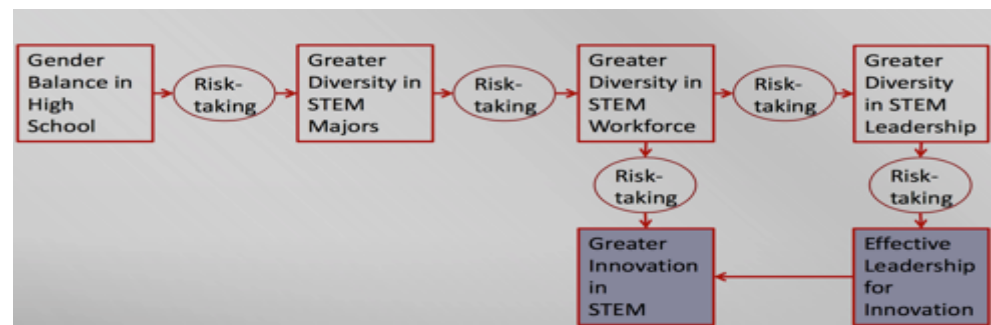 Gender
Balance in
High
School
Risk-
taking
Greater
Diversity in
STEM
Majors
Risk-
taking
Greater
Diversity in
STEM
Workforce
Risk-
taking
Greater
Diversity
in STEM
Leadership
Risk-
taking
Risk-
taking
Greater
Innovation
in
STEM
Effective
Leadership
for
Innovation